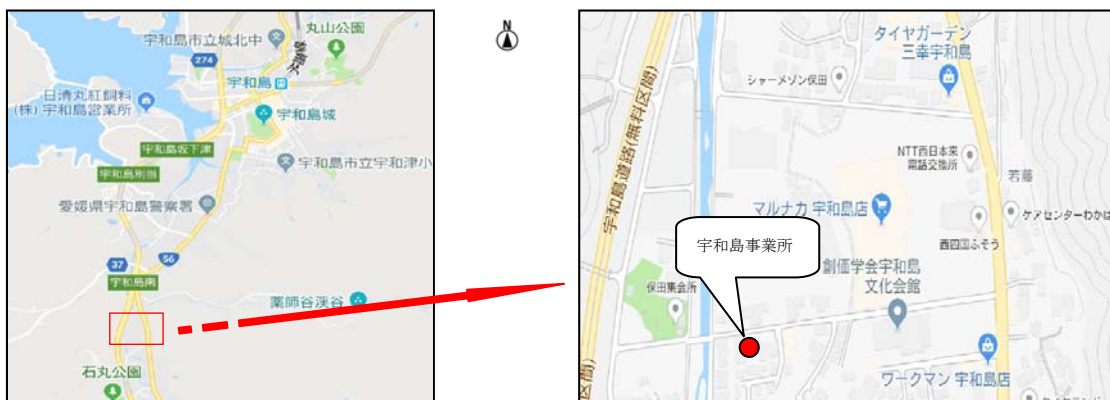 丸山公園
宇和島市立城北中
274
宇和島
日清丸紅飼料
(株) 宇和島営業所
宇和島城
宇和島坂下津
宇和島市立宇和津小
宇和島別当
愛媛県宇和島警察署
56
37
宇和島南
薬師谷渓谷
石丸公園
N
タイヤガーデン
三幸宇和島
シャーメゾン保田
宇和島道路(無料区間)
NTT西日本来
電話交換所
若藤
マルナカ 宇和島店
ケアセンターわかば
西四国ふそう
宇和島事業所
創価学会宇和島
文化会館
保田集会所
区間)
ワークマン 宇和島店